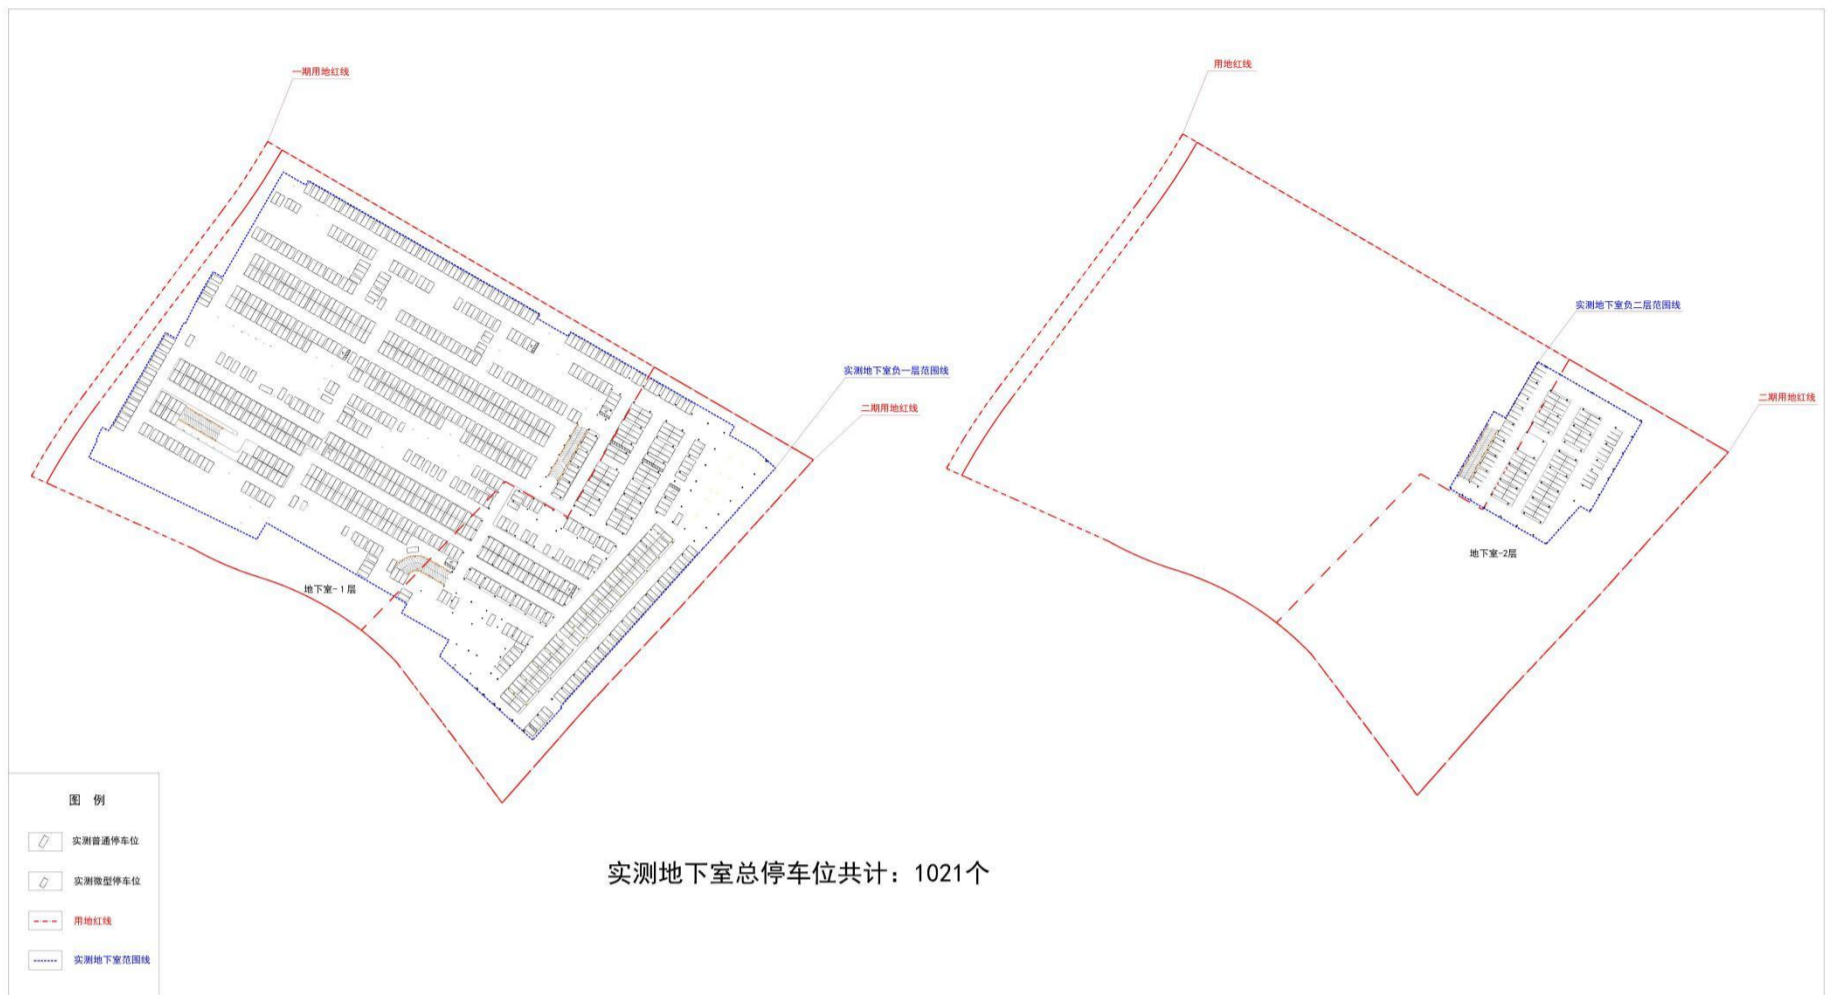 一期用地红线
用地红线
实测地下室负二层范围线
实测地下室负一层范围线
二期用地红线
二期用地红线
地下室-2层
地下室-1层
图 例
实测普通停车位
实测微型停车位
用地红线
实测地下室范围线
实测地下室总停车位共计：1021个